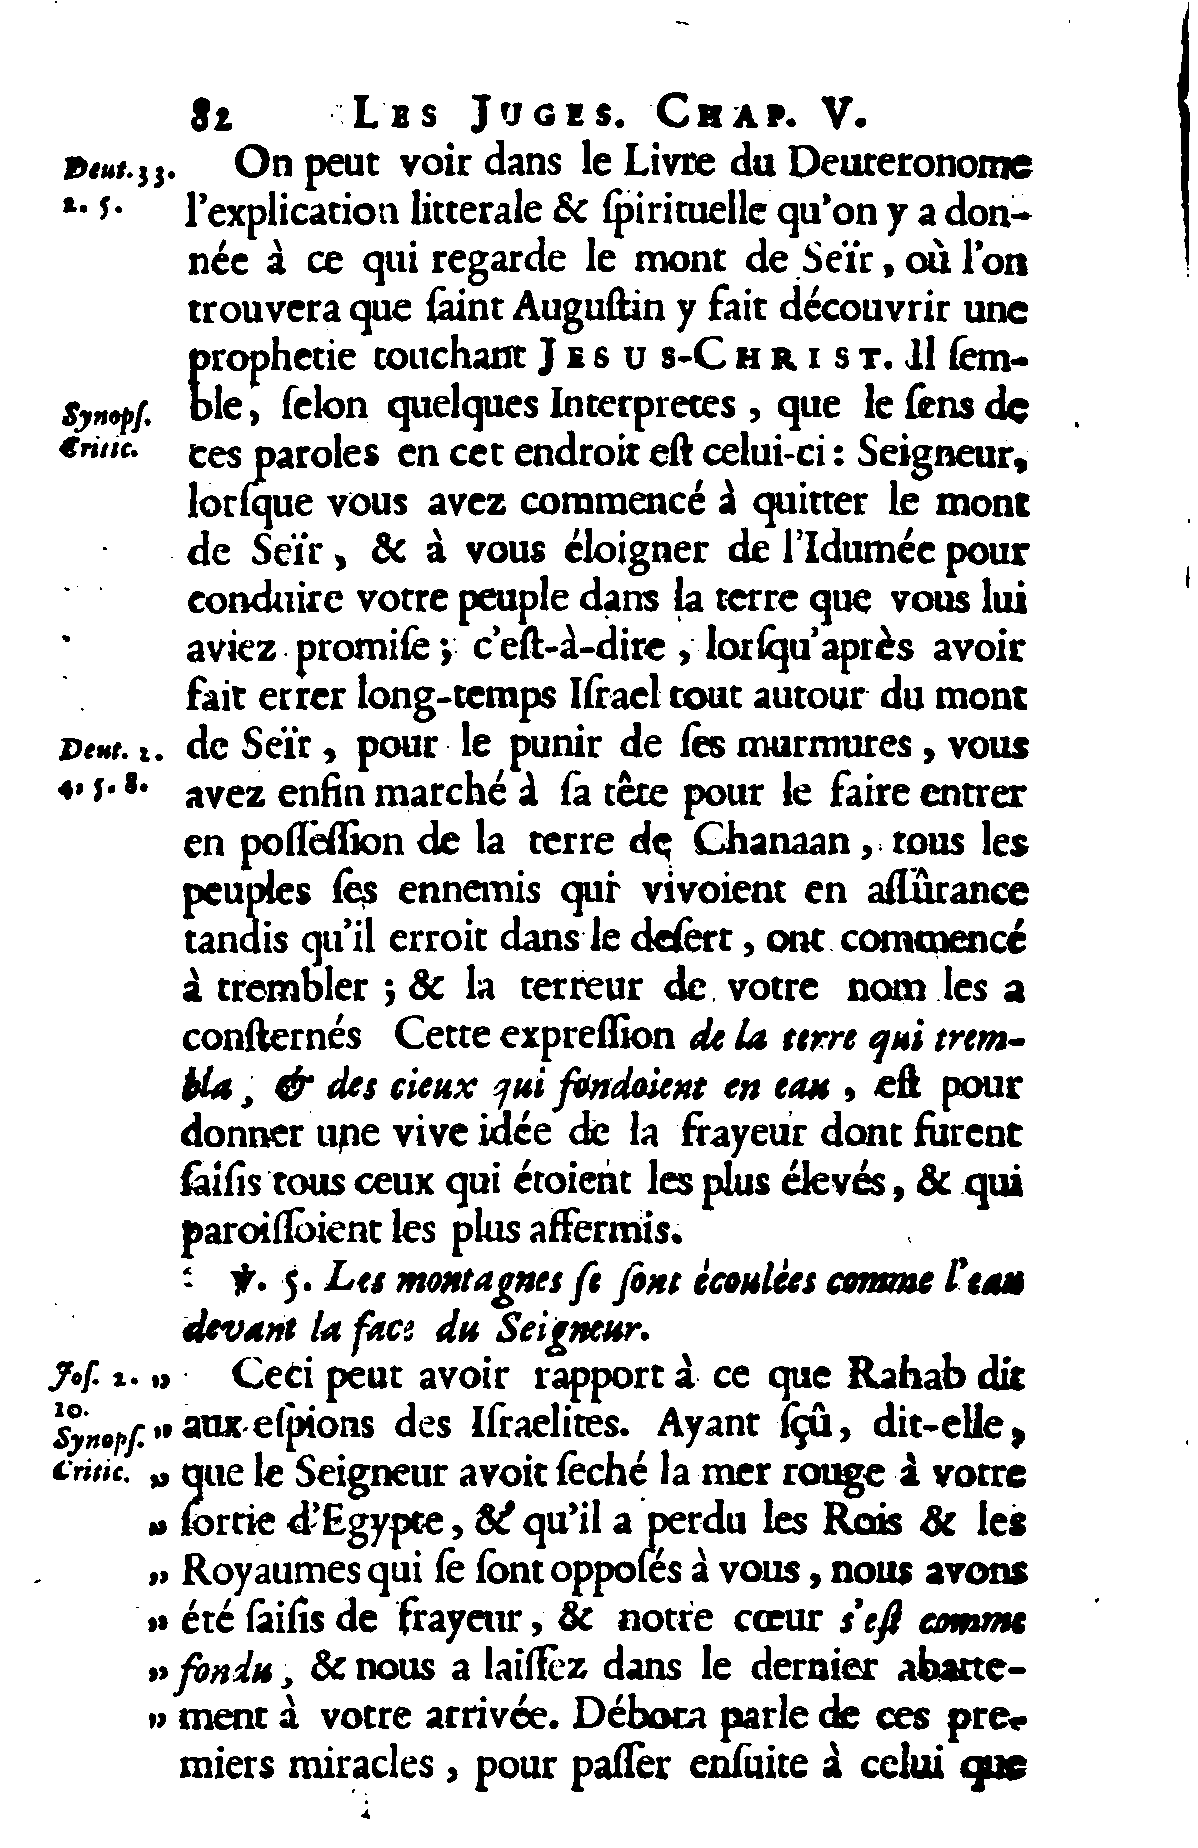 82 LES JUGES. CHAP. V.
Deut. 33. On peut voir dans le Livre du Deuteronome
2. 5. l'explication litterale & ſpirituelle qu'on y a don-
née à ce qui regarde le mont de Seïr, où l'on
trouvera que ſaint Auguſtin y fait découvrir une
prophetie touchant JESUS-CHRIST. Il ſem-
Synopſ. ble, ſelon quelques Interpretes, que le ſens de
Critic. ces paroles en cet endroit eſt celui-ci : Seigneur,
lorſque vous avez commencé à quitter le mont
de Seïr, & à vous éloigner de l'Idumée pour
conduire votre peuple dans la terre que vous lui
aviez promiſe ; c'eſt-à-dire, lorſqu'après avoir
fait errer long-temps Iſrael tout autour du mont
Deut. 2. de Seïr, pour le punir de ſes murmures, vous
4, 5. 8. avez enfin marché à ſa tête pour le faire entrer
en poſſeſſion de la terre de Chanaan, tous les
peuples ſes ennemis qui vivoient en aſſûrance
tandis qu'il erroit dans le deſert, ont commencé
à trembler ; & la terreur de votre nom les a
conſternés Cette expreſſion de la terre qui trem-
bla, & des cieux qui fondoient en eau, eſt pour
donner une vive idée de la frayeur dont furent
ſaiſis tous ceux qui étoient les plus élevés, & qui
paroiſſoient les plus affermis.
℣. 5. Les montagnes ſe ſont écoulées comme l'eau
devant la face du Seigneur.
Joſ. 2. „ Ceci peut avoir rapport à ce que Rahab dit
10.
Synopſ. „ aux eſpions des Iſraelites. Ayant ſçû, dit-elle,
Critic. „ que le Seigneur avoit ſeché la mer rouge à votre
„ ſortie d'Egypte, & qu'il a perdu les Rois & les
„ Royaumes qui ſe ſont oppoſés à vous, nous avons
„ été ſaiſis de frayeur, & notre cœur s'eſt comme
„ fondu, & nous a laiſſez dans le dernier abatte-
„ ment à votre arrivée. Débora parle de ces pre-
miers miracles, pour paſſer enſuite à celui que